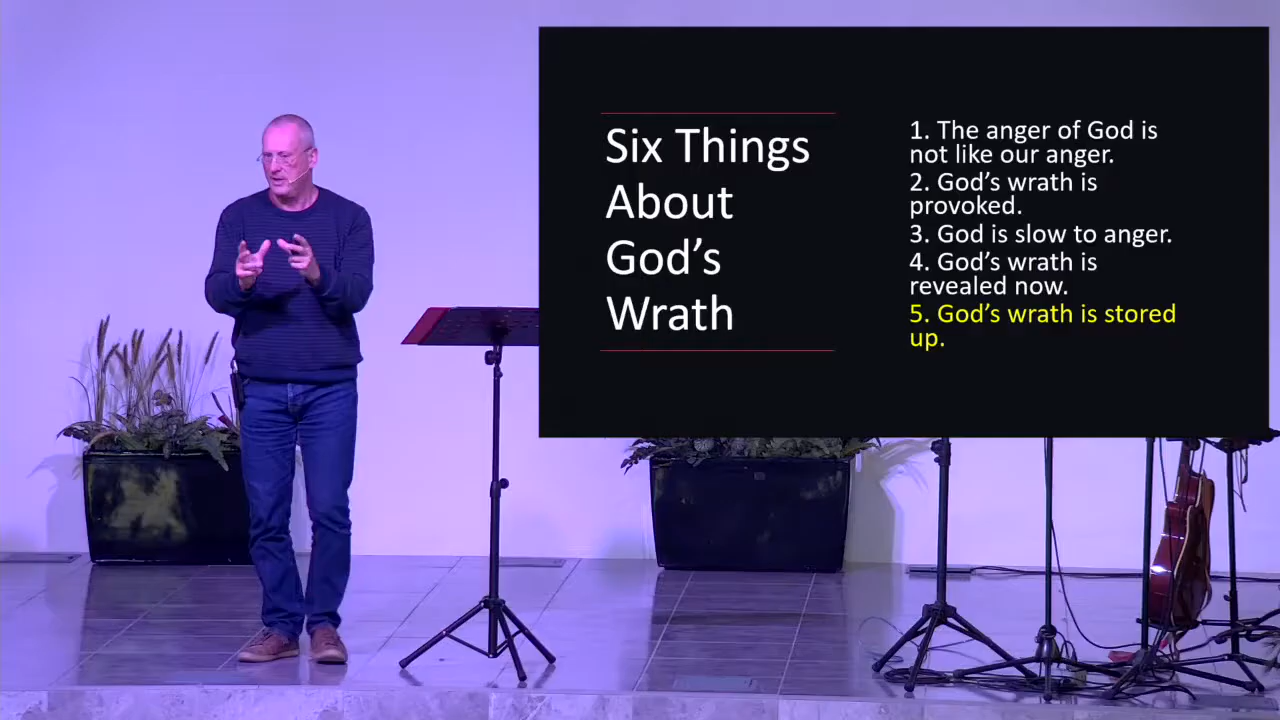 Six Things
About
God’s
Wrath
1. The anger of God is
not like our anger.
2. God’s wrath is
provoked.
3. God is slow to anger.
4. God’s wrath is
revealed now.
5. God’s wrath is stored
up.